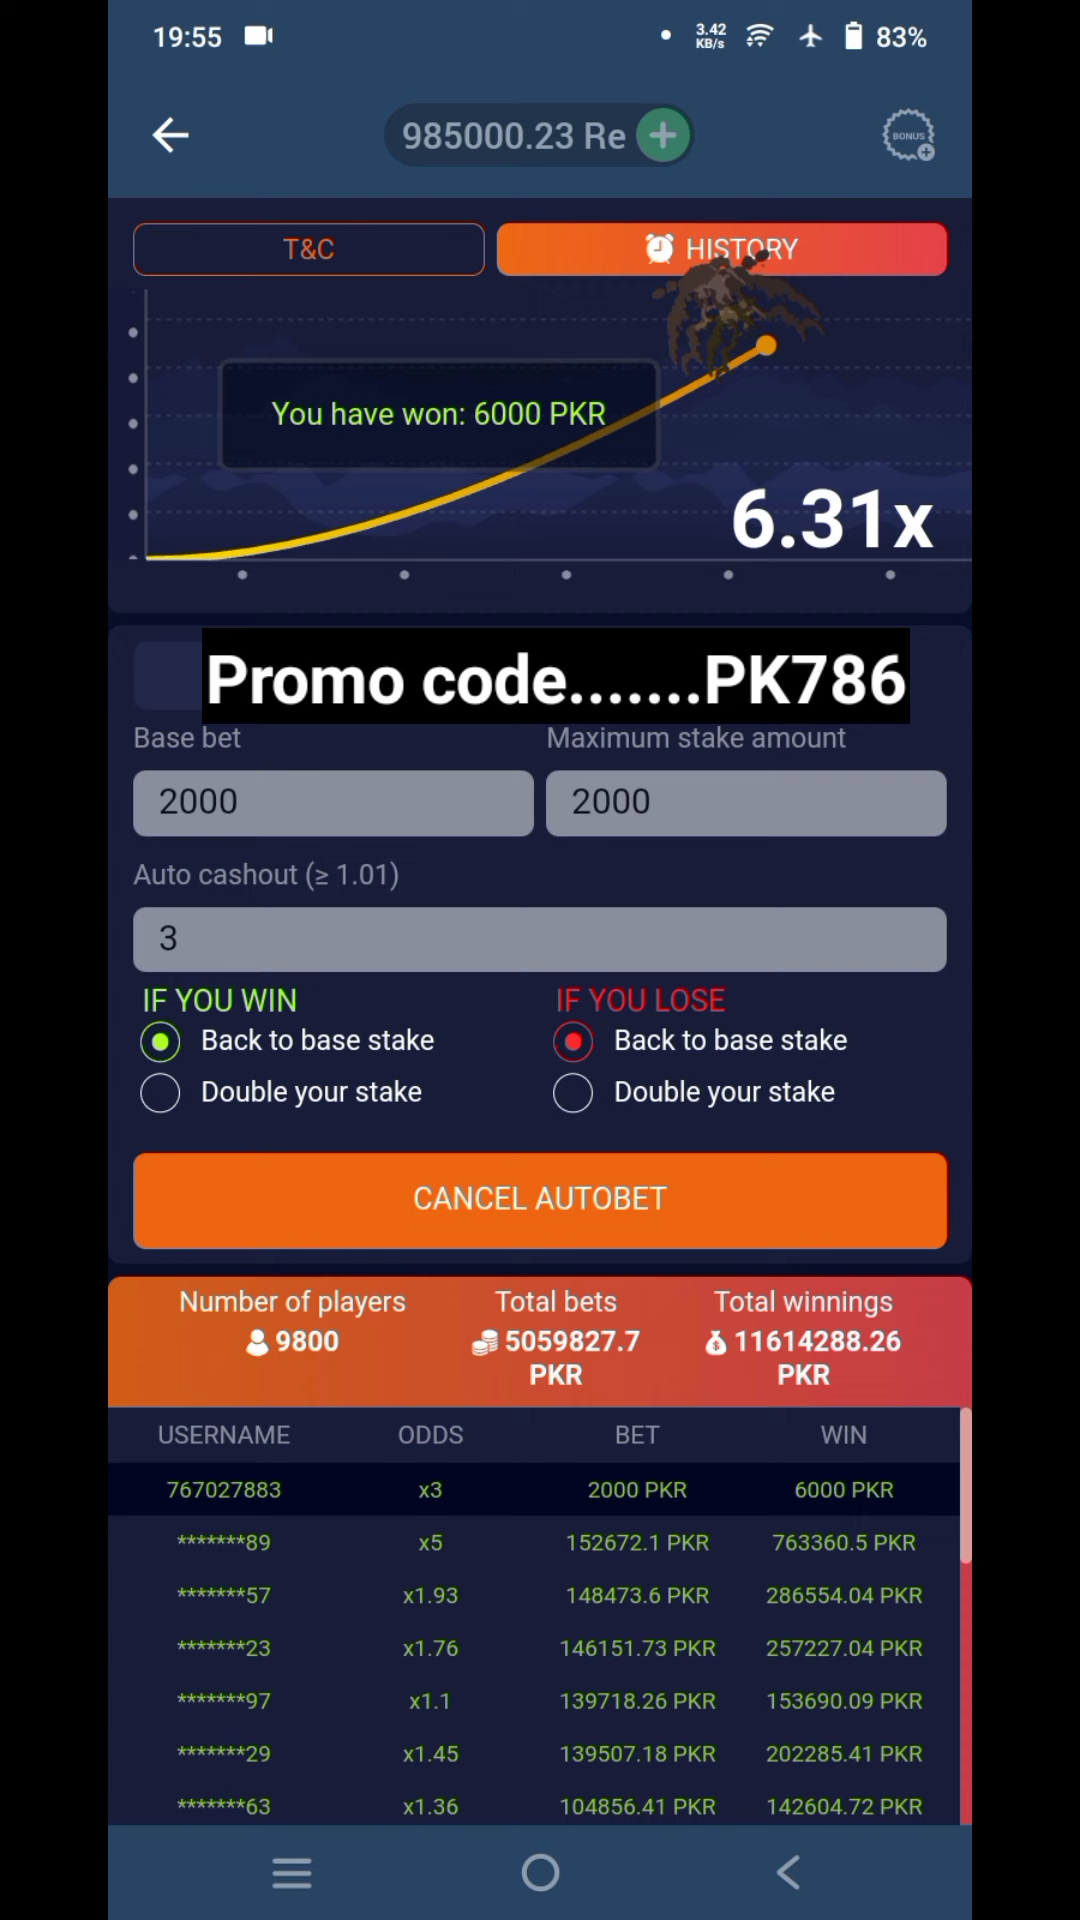 19:55 3.42 KB/s 83%
985000.23 Re
BONUS
T&C
HISTORY
You have won: 6000 PKR
6.31x
Promo code.......PK786
Base bet Maximum stake amount
2000 2000
Auto cashout (≥ 1.01)
3
IF YOU WIN IF YOU LOSE
Back to base stake Back to base stake
Double your stake Double your stake
CANCEL AUTOBET
Number of players Total bets Total winnings
9800 5059827.7 11614288.26
PKR PKR
USERNAME ODDS BET WIN
767027883 x3 2000 PKR 6000 PKR
*******89 x5 152672.1 PKR 763360.5 PKR
*******57 x1.93 148473.6 PKR 286554.04 PKR
*******23 x1.76 146151.73 PKR 257227.04 PKR
*******97 x1.1 139718.26 PKR 153690.09 PKR
*******29 x1.45 139507.18 PKR 202285.41 PKR
*******63 x1.36 104856.41 PKR 142604.72 PKR